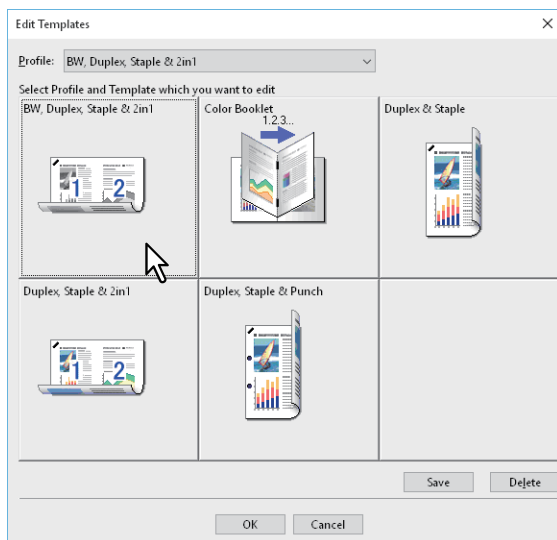 Edit Templates
Profile: BW, Duplex, Staple & 2in1
Select Profile and Template which you want to edit
BW, Duplex, Staple & 2in1
Color Booklet
Duplex & Staple
1.2.3...
1 2
Duplex, Staple & 2in1
Duplex, Staple & Punch
1 2
Save
Delete
OK
Cancel